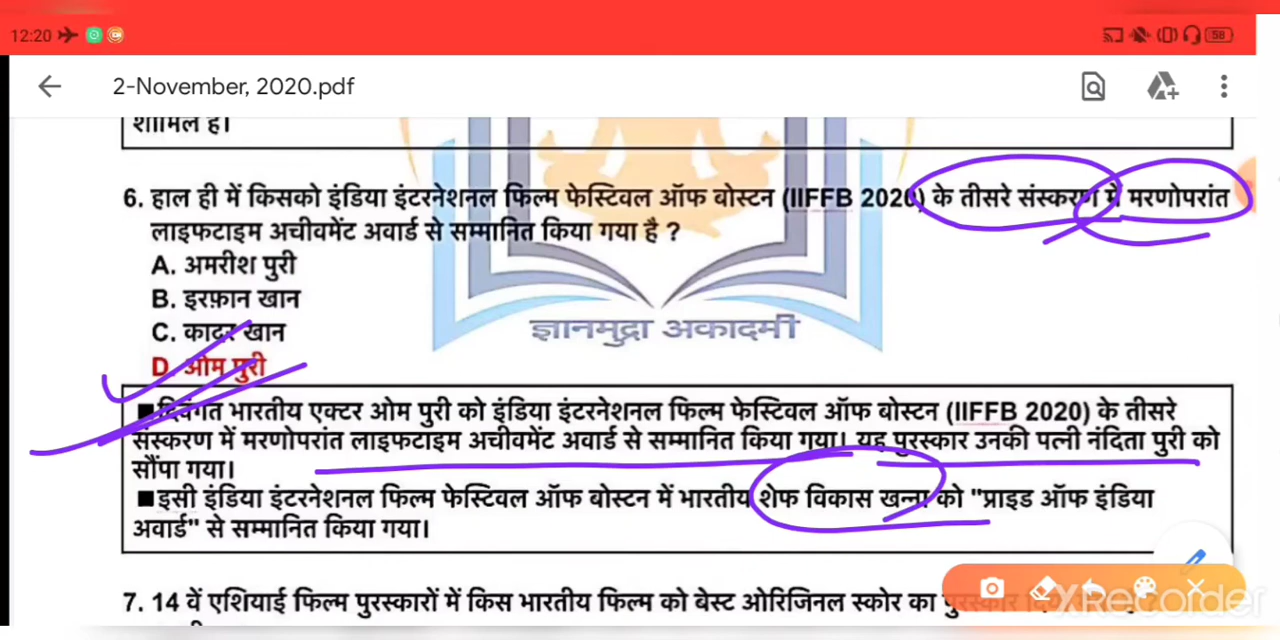 12:20
58
2-November, 2020.pdf
शामिल है।
6. हाल ही में किसको इंडिया इंटरनेशनल फिल्म फेस्टिवल ऑफ बोस्टन (IIFFB 2020) के तीसरे संस्करण में मरणोपरांत
लाइफटाइम अचीवमेंट अवार्ड से सम्मानित किया गया है ?
A. अमरीश पुरी
B. इरफ़ान खान
C. कादर खान
D. ओम पुरी
ज्ञानमुद्रा अकादमी
■दिवंगत भारतीय एक्टर ओम पुरी को इंडिया इंटरनेशनल फिल्म फेस्टिवल ऑफ बोस्टन (IIFFB 2020) के तीसरे
संस्करण में मरणोपरांत लाइफटाइम अचीवमेंट अवार्ड से सम्मानित किया गया। यह पुरस्कार उनकी पत्नी नंदिता पुरी को
सौंपा गया।
■इसी इंडिया इंटरनेशनल फिल्म फेस्टिवल ऑफ बोस्टन में भारतीय शेफ विकास खन्ना को "प्राइड ऑफ इंडिया
अवार्ड" से सम्मानित किया गया।
7. 14 वें एशियाई फिल्म पुरस्कारों में किस भारतीय फिल्म को बेस्ट ओरिजिनल स्कोर का पुरस्कार
XRecorder